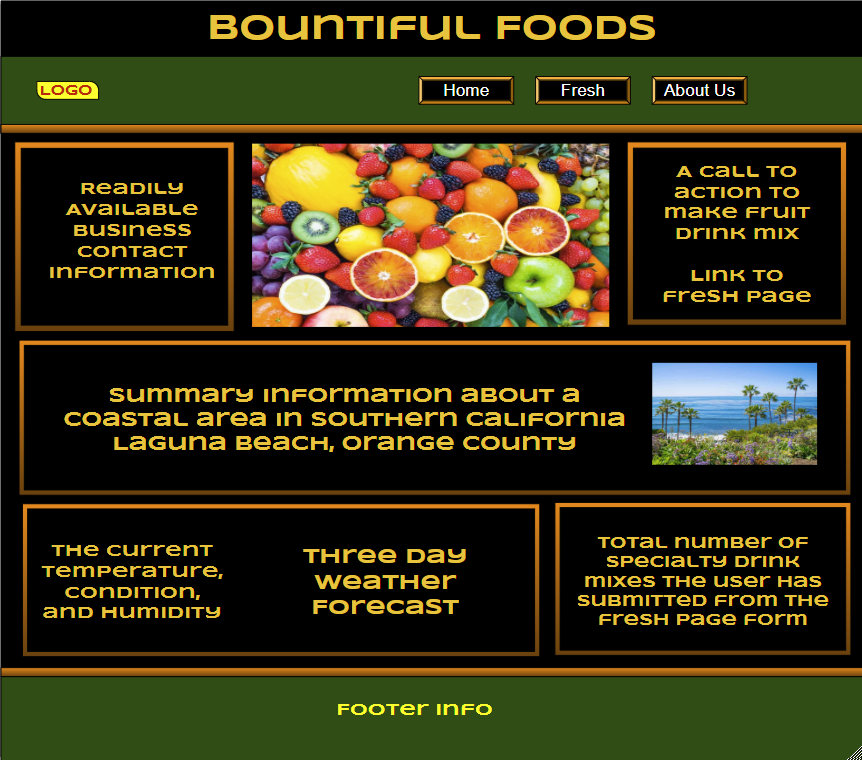 Bountiful Foods
LOGO
Home
Fresh
About Us
Readily
Available
Business
Contact
Information
A call to
action to
make fruit
drink mix
Link to
Fresh Page
Summary information about a
coastal area in Southern California
Laguna Beach, Orange County
The current
temperature,
condition,
and humidity
Three day
weather
forecast
Total number of
specialty drink
mixes the user has
submitted from the
Fresh page form
Footer Info